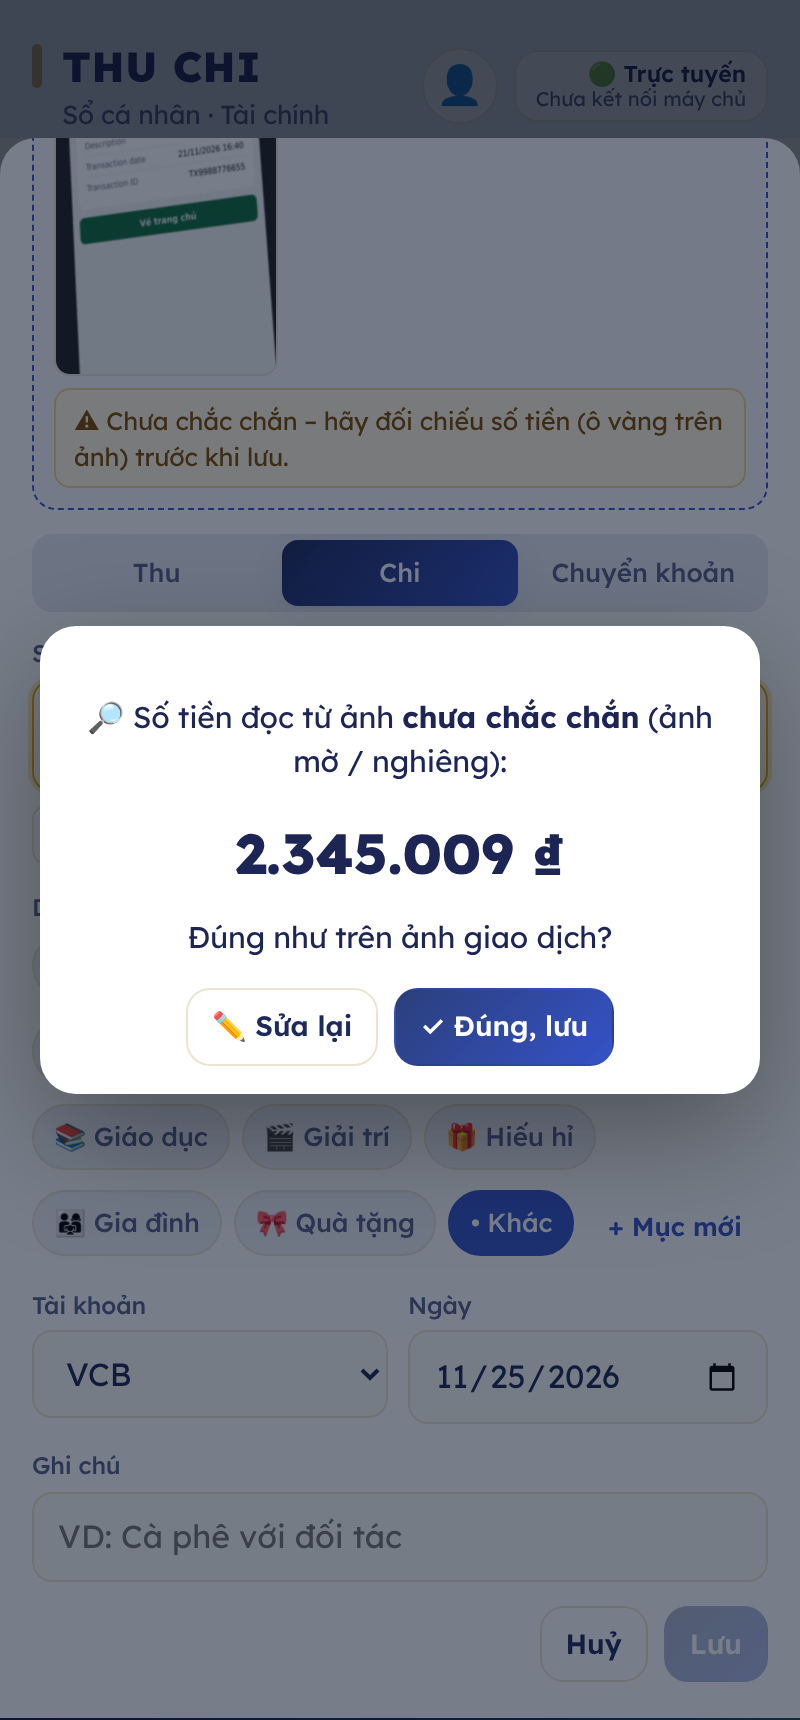 THU CHI
Sổ cá nhân · Tài chính
Trực tuyến
Chưa kết nối máy chủ
Description
Transaction date 21/11/2026 16:40
Transaction ID TX9988776655
Về trang chủ
⚠ Chưa chắc chắn – hãy đối chiếu số tiền (ô vàng trên
ảnh) trước khi lưu.
Thu Chi Chuyển khoản
🔎 Số tiền đọc từ ảnh chưa chắc chắn (ảnh
mờ / nghiêng):
2.345.009 ₫
Đúng như trên ảnh giao dịch?
✏️ Sửa lại ✓ Đúng, lưu
📚 Giáo dục 🎬 Giải trí 🎁 Hiếu hỉ
👨‍👩‍👧 Gia đình 🎀 Quà tặng • Khác + Mục mới
Tài khoản Ngày
VCB 11/25/2026
Ghi chú
VD: Cà phê với đối tác
Huỷ Lưu